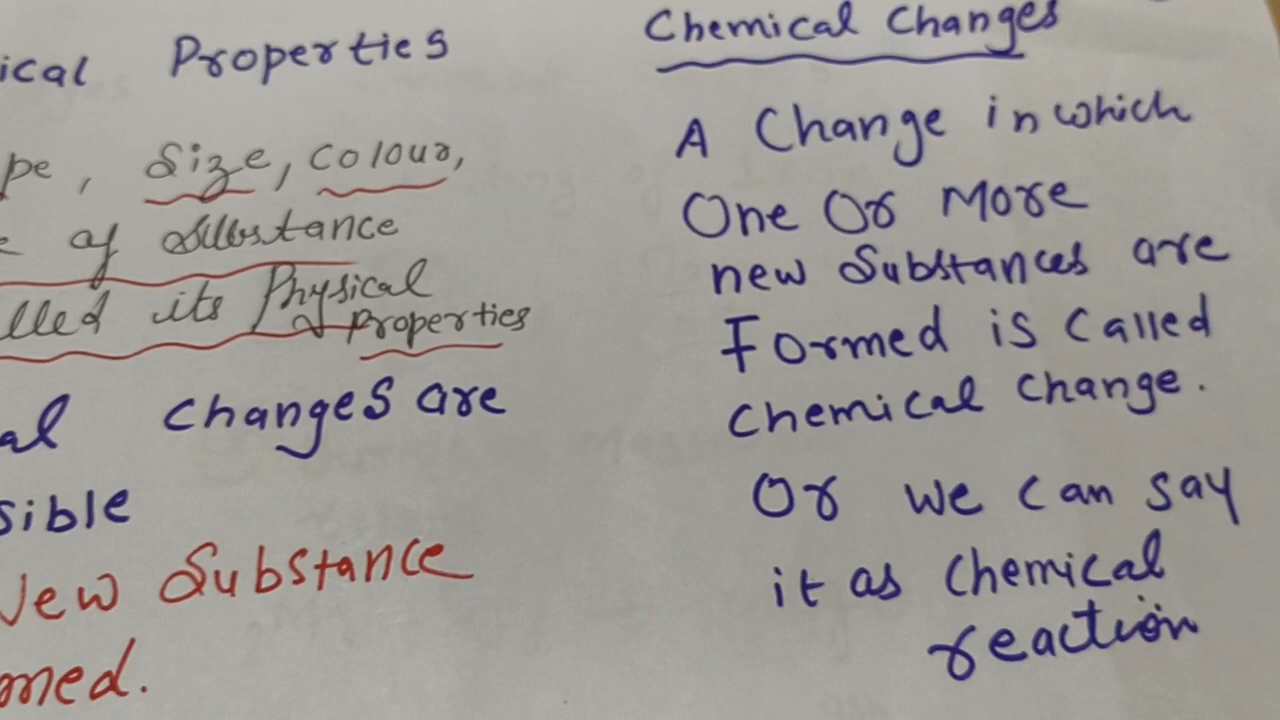 ical Properties
pe, Size, Colour,
e of Substance
lled its Physical
Properties
al changes are
sible
New Substance
med.
Chemical Changes
A Change in which
One Or More
new Substances are
Formed is Called
Chemical Change.
Or we can say
it as Chemical
reaction